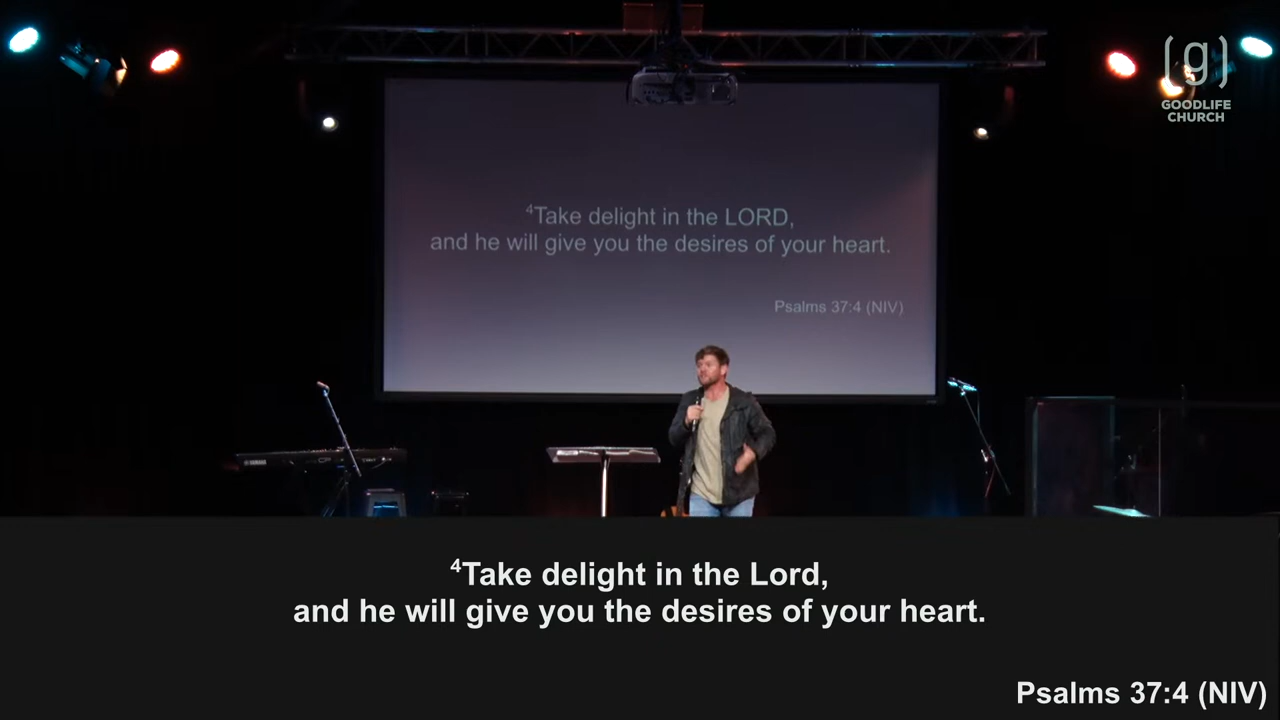 (g)
GOODLIFE
CHURCH
⁴Take delight in the LORD,
and he will give you the desires of your heart.
Psalms 37:4 (NIV)
YAMAHA
⁴Take delight in the Lord,
and he will give you the desires of your heart.
Psalms 37:4 (NIV)